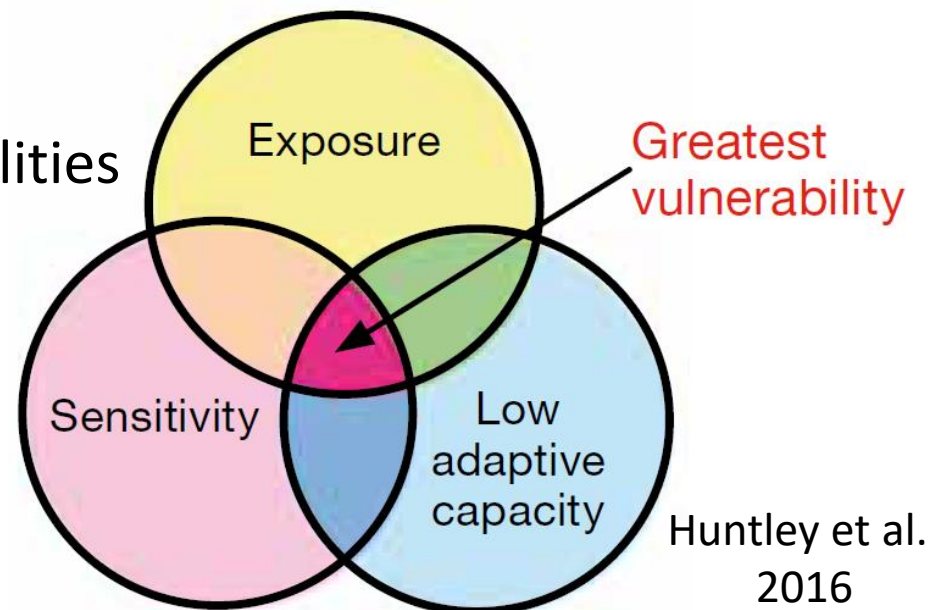 lities
Exposure
Greatest
vulnerability
Sensitivity
Low
adaptive
capacity
Huntley et al.
2016